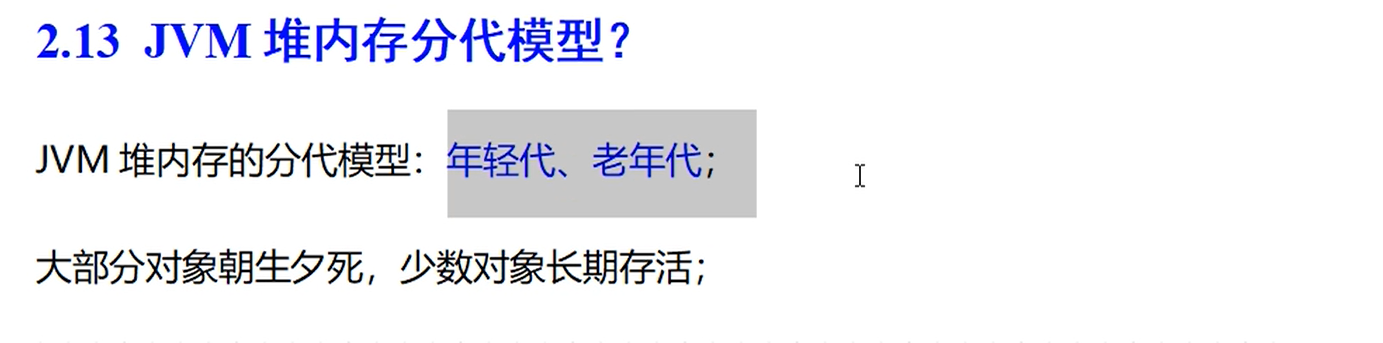 2.13 JVM 堆内存分代模型？
JVM 堆内存的分代模型：年轻代、老年代；
大部分对象朝生夕死，少数对象长期存活；